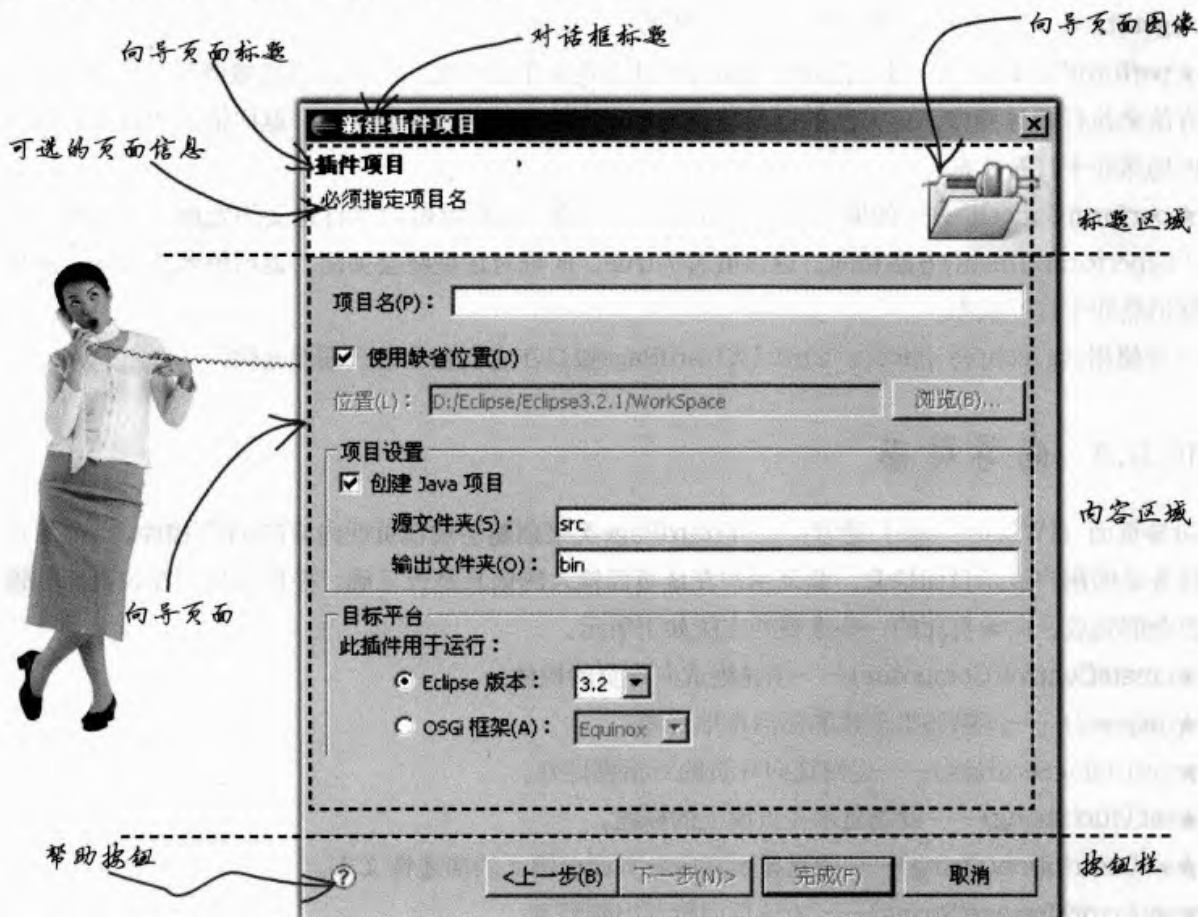 向导页面标题
对话框标题
向导页面图像
可选的页面信息
新建插件项目
插件项目
必须指定项目名
标题区域
项目名(P)：
使用缺省位置(D)
位置(L)： D:/Eclipse/Eclipse3.2.1/WorkSpace 浏览(B)...
项目设置
创建 Java 项目
内容区域
源文件夹(S)： src
输出文件夹(O)： bin
向导页面
目标平台
此插件用于运行：
Eclipse 版本： 3.2
OSGi 框架(A)： Equinox
帮助按钮
? <上一步(B) 下一步(N)> 完成(F) 取消
按钮栏